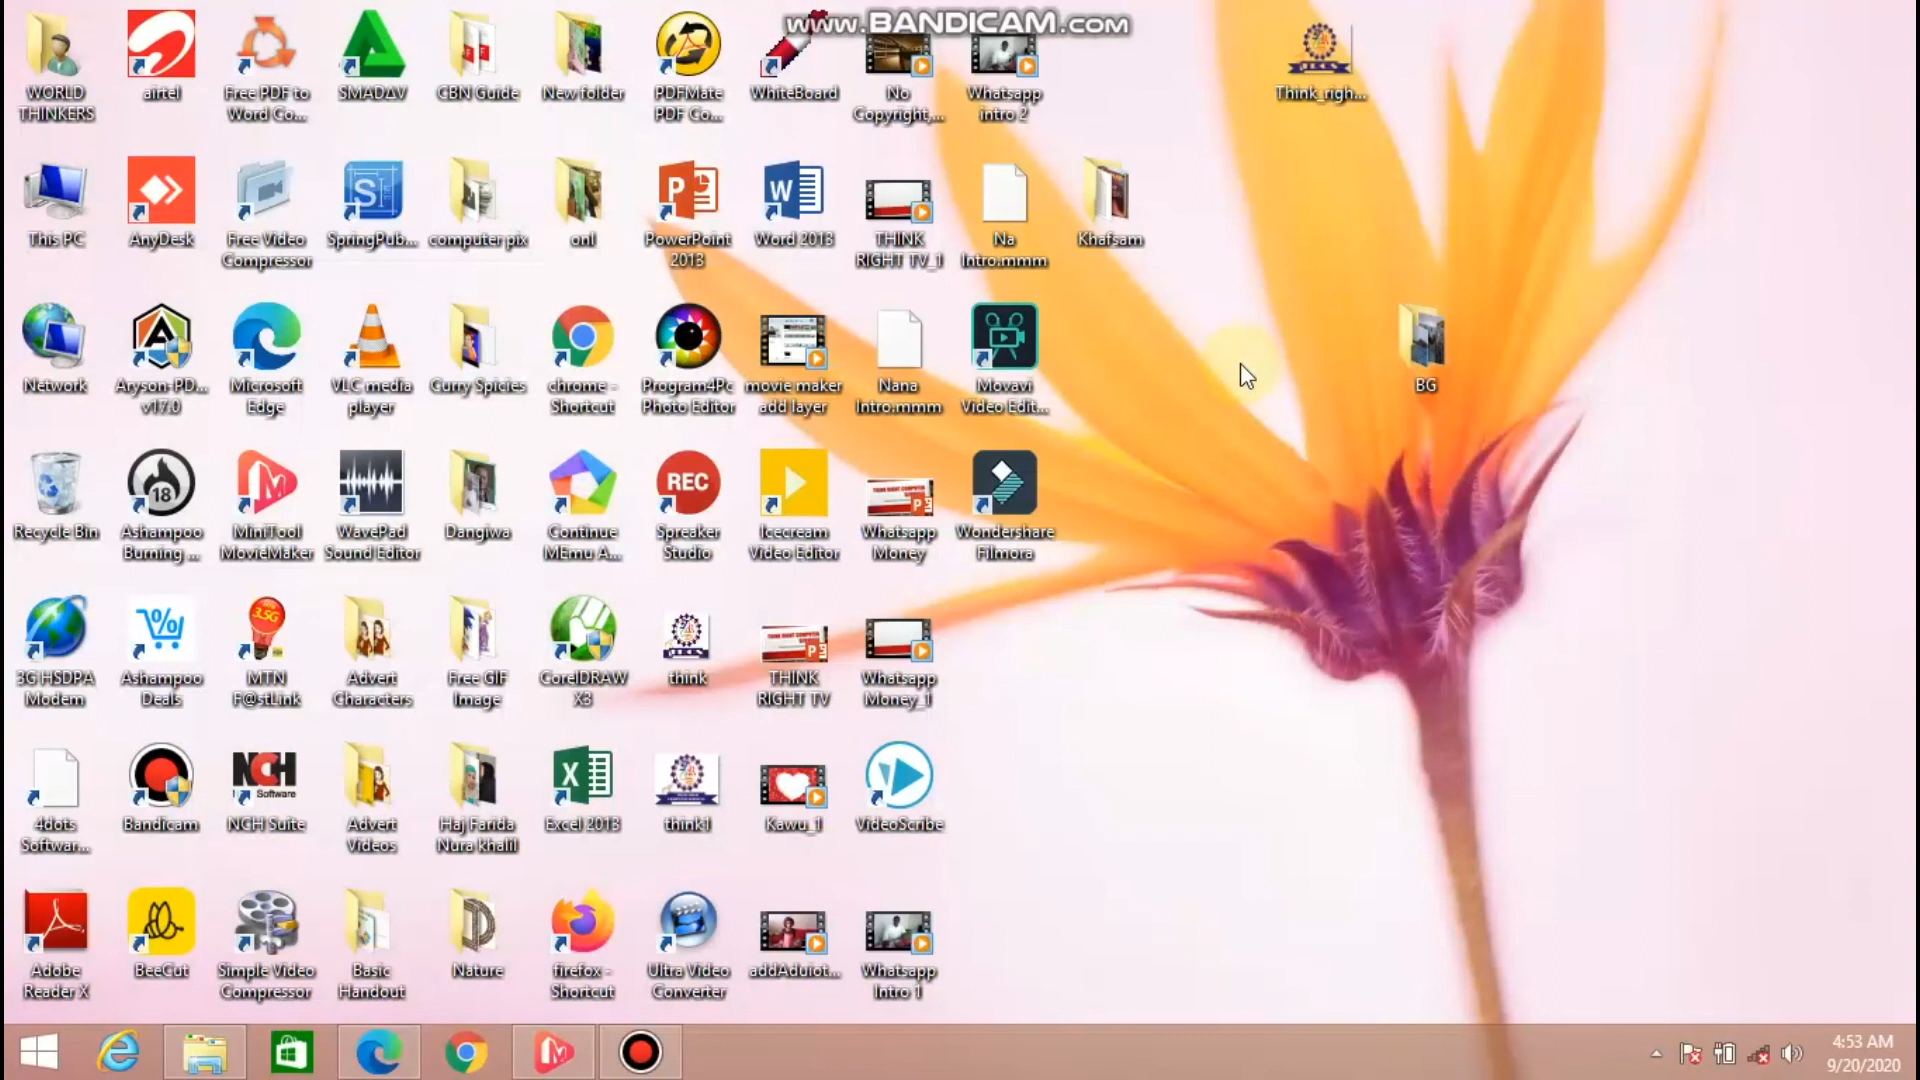 www.BANDICAM.com
WORLD
THINKERS
airtel
Free PDF to
Word Co...
SMADΔV
CBN Guide
New folder
PDFMate
PDF Co...
WhiteBoard
No
Copyright,...
Whatsapp
intro 2
Think_righ...
This PC
AnyDesk
Free Video
Compressor
SpringPub...
computer pix
onl
PowerPoint
2013
Word 2013
THINK
RIGHT TV_1
Na
Intro.mmm
Khafsam
Network
Aryson-PD...
v17.0
Microsoft
Edge
VLC media
player
Curry Spicies
chrome -
Shortcut
Program4Pc
Photo Editor
movie maker
add layer
Nana
Intro.mmm
Movavi
Video Edit...
BG
18
REC
Recycle Bin
Ashampoo
Burning ...
MiniTool
MovieMaker
WavePad
Sound Editor
Dangiwa
Continue
MEmu A...
Spreaker
Studio
Icecream
Video Editor
Whatsapp
Money
Wondershare
Filmora
3.5G
3G HSDPA
Modem
Ashampoo
Deals
MTN
F@stLink
Advert
Characters
Free GIF
Image
CorelDRAW
X3
think
THINK
RIGHT TV
Whatsapp
Money_1
NCH
Software
4dots
Softwar...
Bandicam
NCH Suite
Advert
Videos
Haj Farida
Nura khalil
Excel 2013
think1
Kawu_1
VideoScribe
Adobe
Reader X
BeeCut
Simple Video
Compressor
Basic
Handout
Nature
firefox -
Shortcut
Ultra Video
Converter
addAduiot...
Whatsapp
Intro 1
4:53 AM
9/20/2020